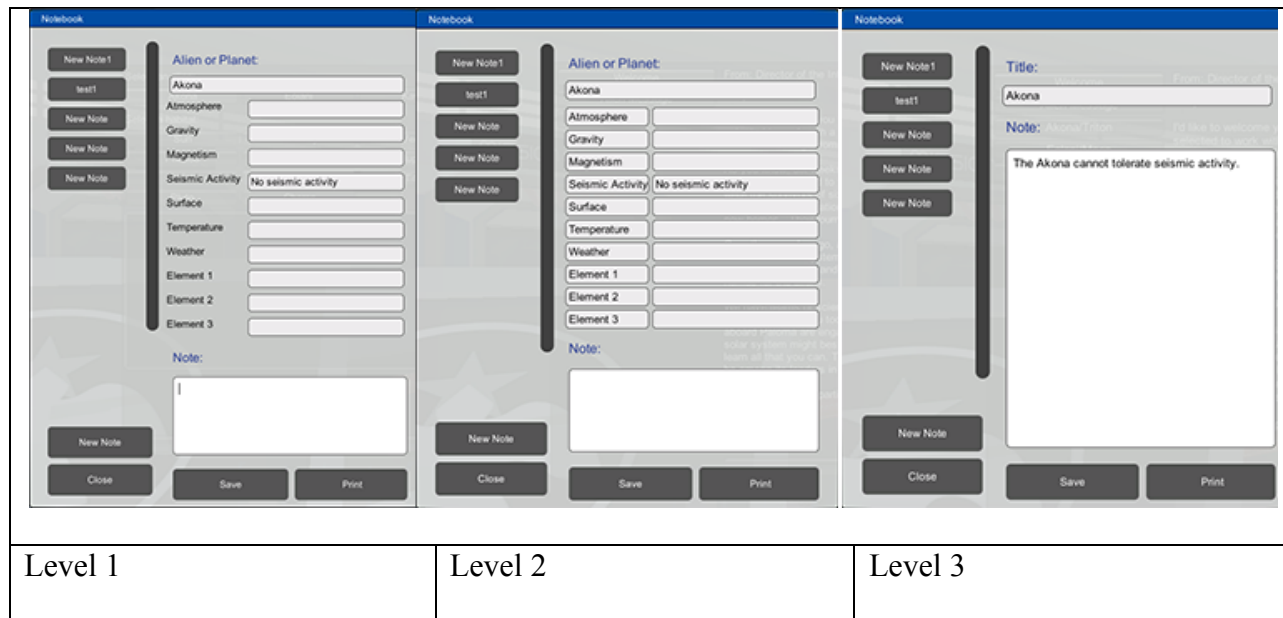 Notebook
New Note1
test1
New Note
New Note
New Note
New Note
Close
Alien or Planet:
Akona
Atmosphere
Gravity
Magnetism
Seismic Activity No seismic activity
Surface
Temperature
Weather
Element 1
Element 2
Element 3
Note:
Save Print
Notebook
New Note1
test1
New Note
New Note
New Note
New Note
Close
Alien or Planet:
Akona
Atmosphere
Gravity
Magnetism
Seismic Activity No seismic activity
Surface
Temperature
Weather
Element 1
Element 2
Element 3
Note:
Save Print
Notebook
New Note1
test1
New Note
New Note
New Note
New Note
Close
Title:
Akona
Note:
The Akona cannot tolerate seismic activity.
Save Print
Level 1 Level 2 Level 3